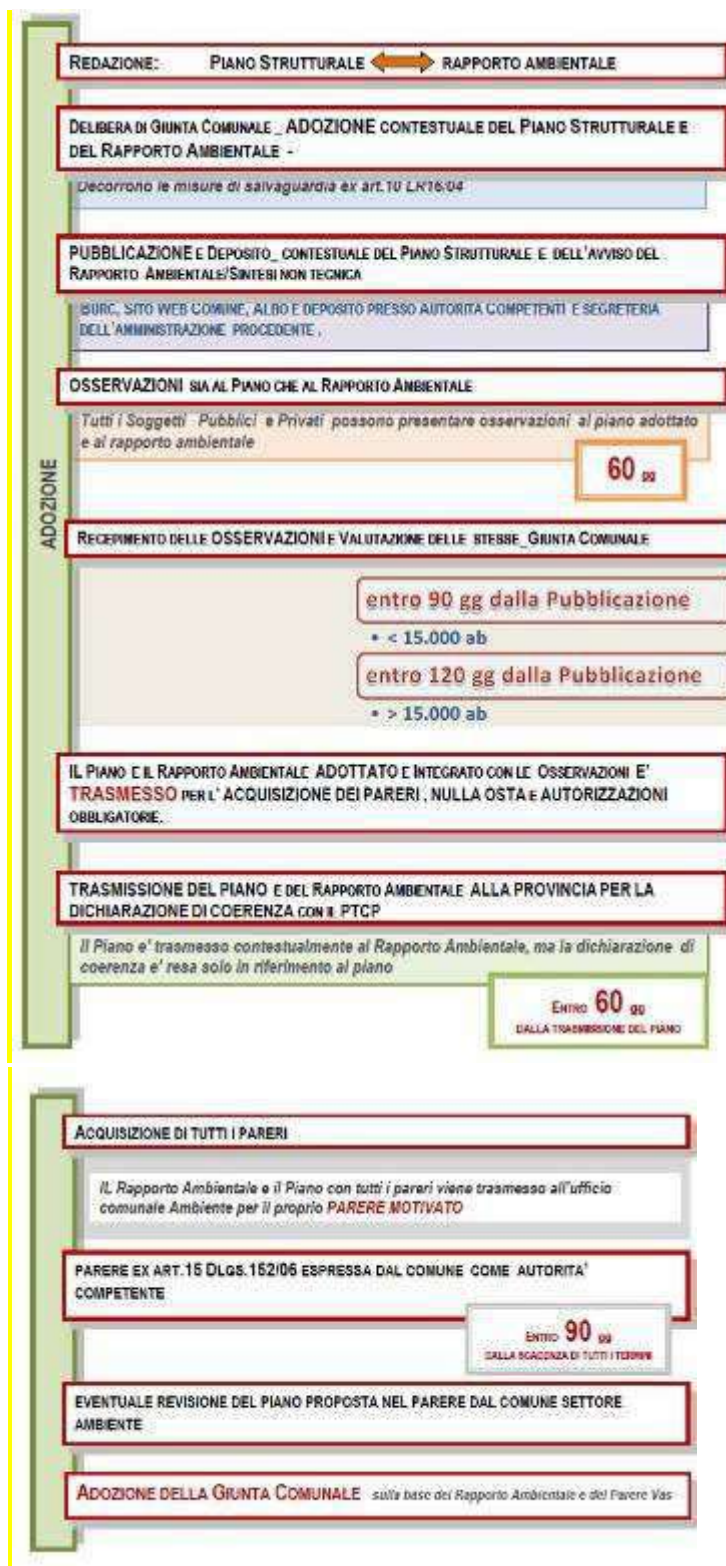 REDAZIONE: PIANO STRUTTURALE RAPPORTO AMBIENTALE
DELIBERA DI GIUNTA COMUNALE _ ADOZIONE CONTESTUALE DEL PIANO STRUTTURALE E
DEL RAPPORTO AMBIENTALE -
Decorrono le misure di salvaguardia ex art.10 LR16/04
PUBBLICAZIONE E DEPOSITO_ CONTESTUALE DEL PIANO STRUTTURALE E DELL'AVVISO DEL
RAPPORTO AMBIENTALE/SINTESI NON TECNICA
BURC, SITO WEB COMUNE, ALBO E DEPOSITO PRESSO AUTORITA COMPETENTI E SEGRETERIA
DELL'AMMINISTRAZIONE PROCEDENTE .
OSSERVAZIONI SIA AL PIANO CHE AL RAPPORTO AMBIENTALE
Tutti i Soggetti Pubblici e Privati possono presentare osservazioni al piano adottato
e al rapporto ambientale
60 gg
ADOZIONE
RECEPIMENTO DELLE OSSERVAZIONI E VALUTAZIONE DELLE STESSE_GIUNTA COMUNALE
entro 90 gg dalla Pubblicazione
• < 15.000 ab
entro 120 gg dalla Pubblicazione
• > 15.000 ab
IL PIANO E IL RAPPORTO AMBIENTALE ADOTTATO E INTEGRATO CON LE OSSERVAZIONI E'
TRASMESSO PER L' ACQUISIZIONE DEI PARERI , NULLA OSTA E AUTORIZZAZIONI
OBBLIGATORIE.
TRASMISSIONE DEL PIANO E DEL RAPPORTO AMBIENTALE ALLA PROVINCIA PER LA
DICHIARAZIONE DI COERENZA CON IL PTCP
Il Piano e' trasmesso contestualmente al Rapporto Ambientale, ma la dichiarazione di
coerenza e' resa solo in riferimento al piano
ENTRO 60 gg
DALLA TRASMISSIONE DEL PIANO
ACQUISIZIONE DI TUTTI I PARERI
IL Rapporto Ambientale e il Piano con tutti i pareri viene trasmesso all'ufficio
comunale Ambiente per il proprio PARERE MOTIVATO
PARERE EX ART.15 DLGS.152/06 ESPRESSA DAL COMUNE COME AUTORITA'
COMPETENTE
ENTRO 90 gg
DALLA SCADENZA DI TUTTI I TERMINI
EVENTUALE REVISIONE DEL PIANO PROPOSTA NEL PARERE DAL COMUNE SETTORE
AMBIENTE
ADOZIONE DELLA GIUNTA COMUNALE sulla base del Rapporto Ambientale e del Parere Vas